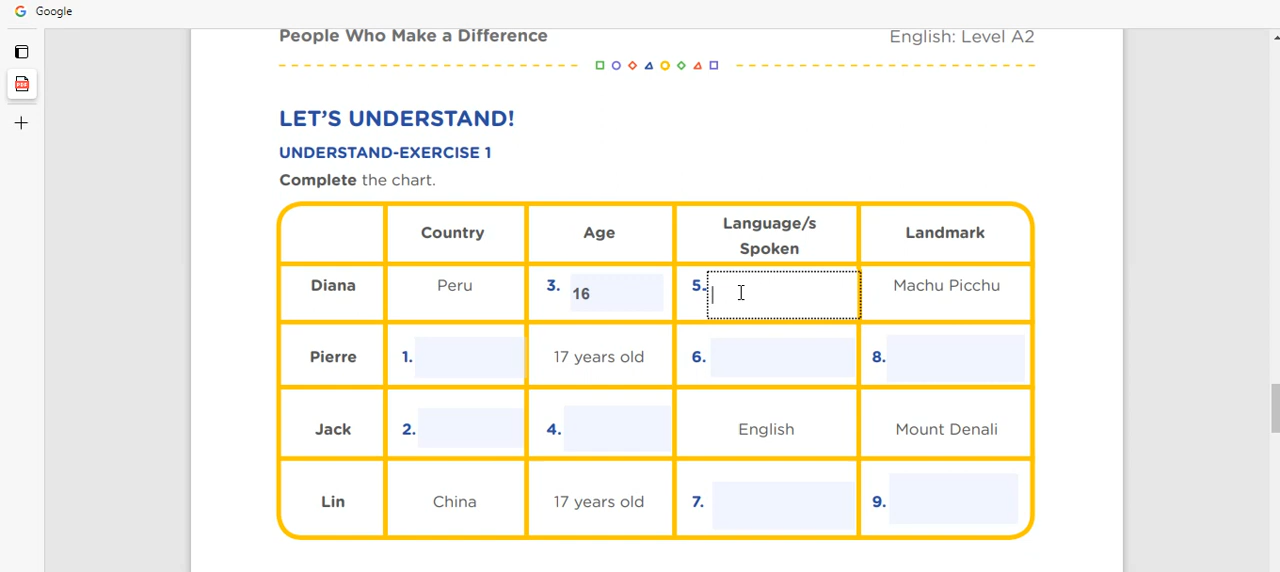 Google
People Who Make a Difference
English: Level A2
LET'S UNDERSTAND!
UNDERSTAND-EXERCISE 1
Complete the chart.
Country Age Language/s Spoken Landmark
Diana Peru 3. 16 5. Machu Picchu
Pierre 1. 17 years old 6. 8.
Jack 2. 4. English Mount Denali
Lin China 17 years old 7. 9.